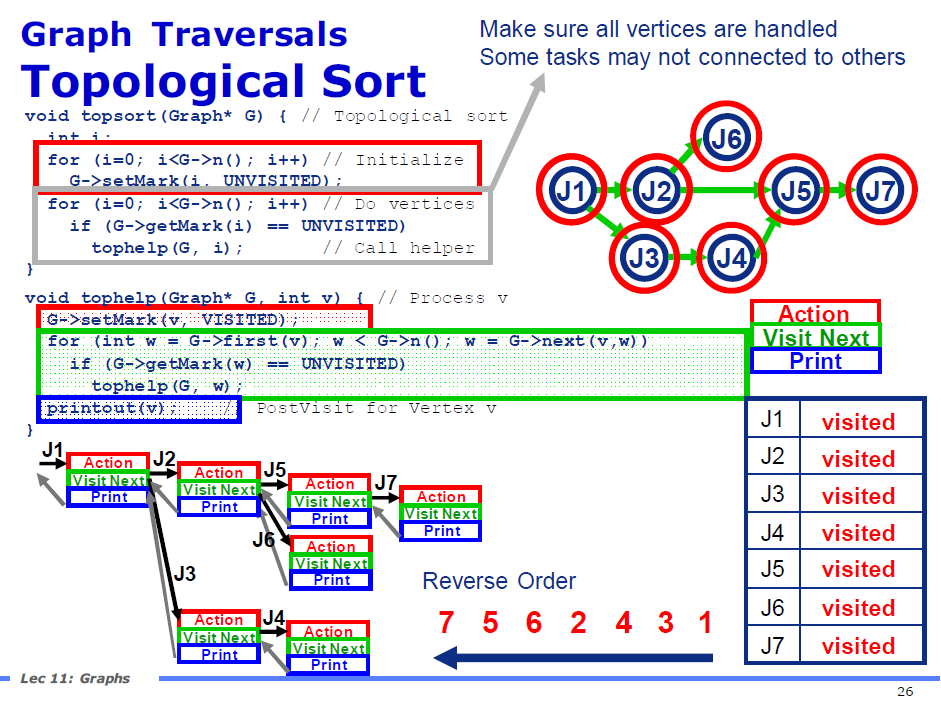 Graph Traversals
Topological Sort
Make sure all vertices are handled
Some tasks may not connected to others
void topsort(Graph* G) { // Topological sort
int i;
for (i=0; i<G->n(); i++) // Initialize
G->setMark(i, UNVISITED);
for (i=0; i<G->n(); i++) // Do vertices
if (G->getMark(i) == UNVISITED)
tophelp(G, i); // Call helper
}
void tophelp(Graph* G, int v) { // Process v
G->setMark(v, VISITED);
for (int w = G->first(v); w < G->n(); w = G->next(v,w))
if (G->getMark(w) == UNVISITED)
tophelp(G, w);
printout(v); // PostVisit for Vertex v
}
J1
J2
J6
J5
J7
J3
J4
Action
Visit Next
Print
J1 visited
J2 visited
J3 visited
J4 visited
J5 visited
J6 visited
J7 visited
J1
Action
Visit Next
Print
J2
Action
Visit Next
Print
J5
Action
Visit Next
Print
J7
Action
Visit Next
Print
J6
Action
Visit Next
Print
J3
Action
Visit Next
Print
J4
Action
Visit Next
Print
Reverse Order
7 5 6 2 4 3 1
Lec 11: Graphs
26